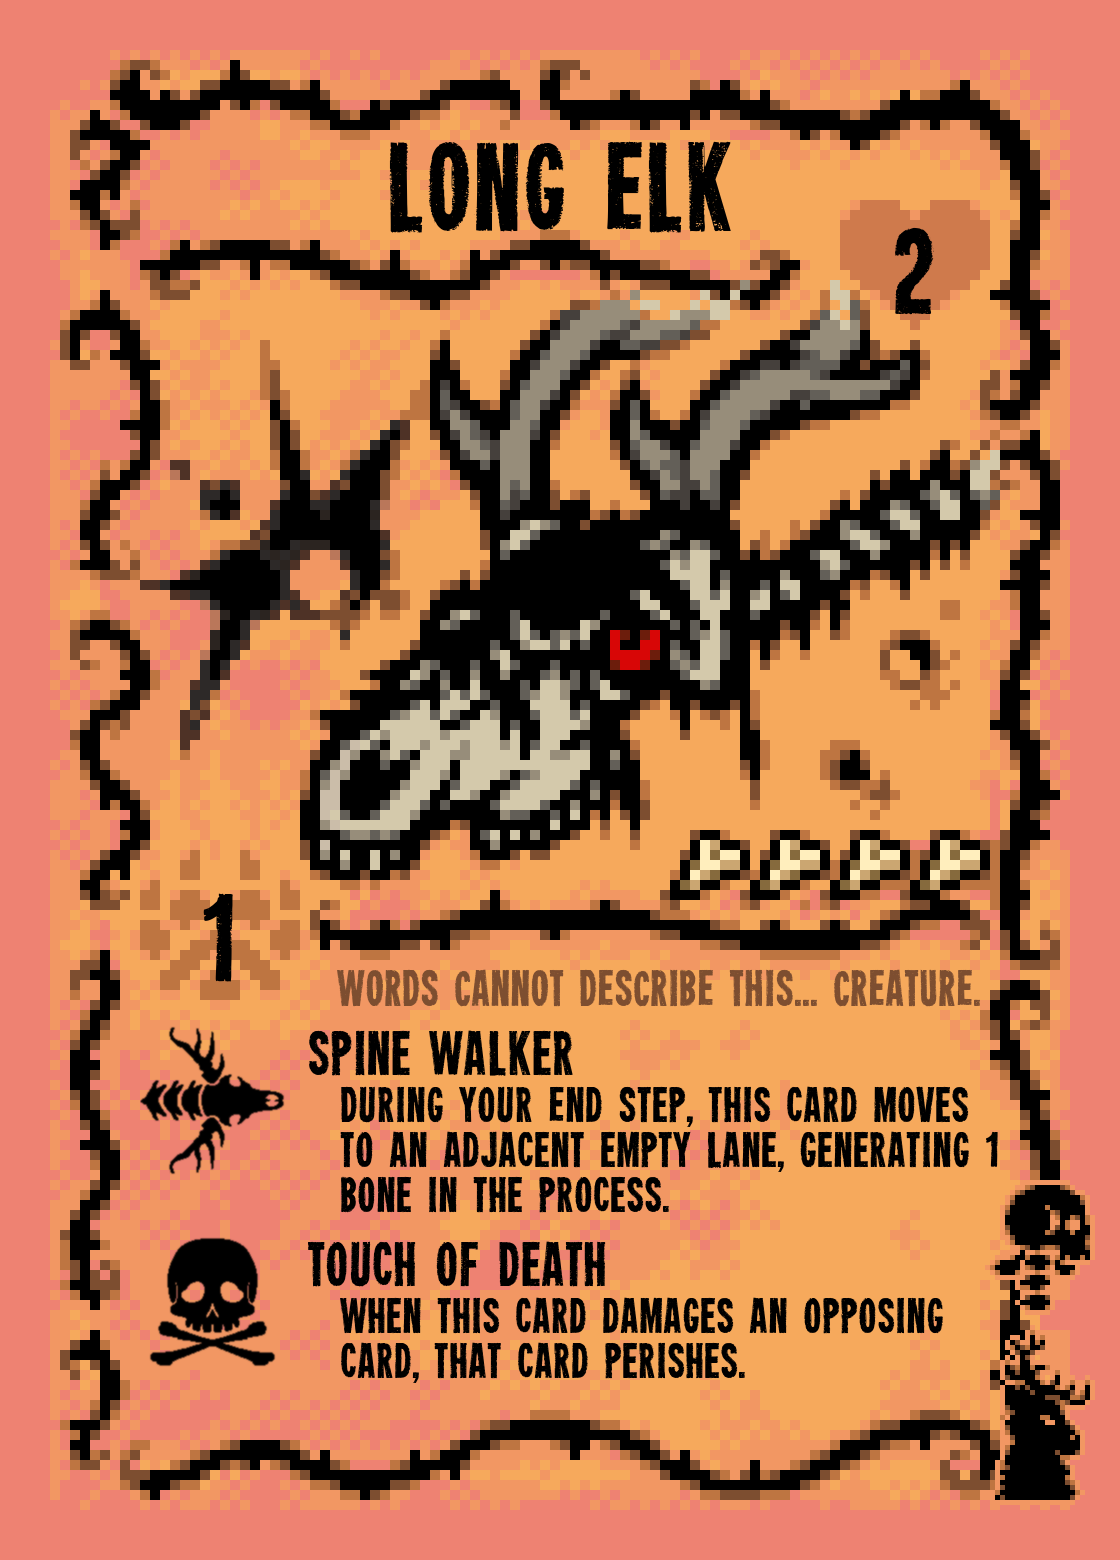 LONG ELK
2
1
WORDS CANNOT DESCRIBE THIS... CREATURE.
SPINE WALKER
DURING YOUR END STEP, THIS CARD MOVES
TO AN ADJACENT EMPTY LANE, GENERATING 1
BONE IN THE PROCESS.
TOUCH OF DEATH
WHEN THIS CARD DAMAGES AN OPPOSING
CARD, THAT CARD PERISHES.